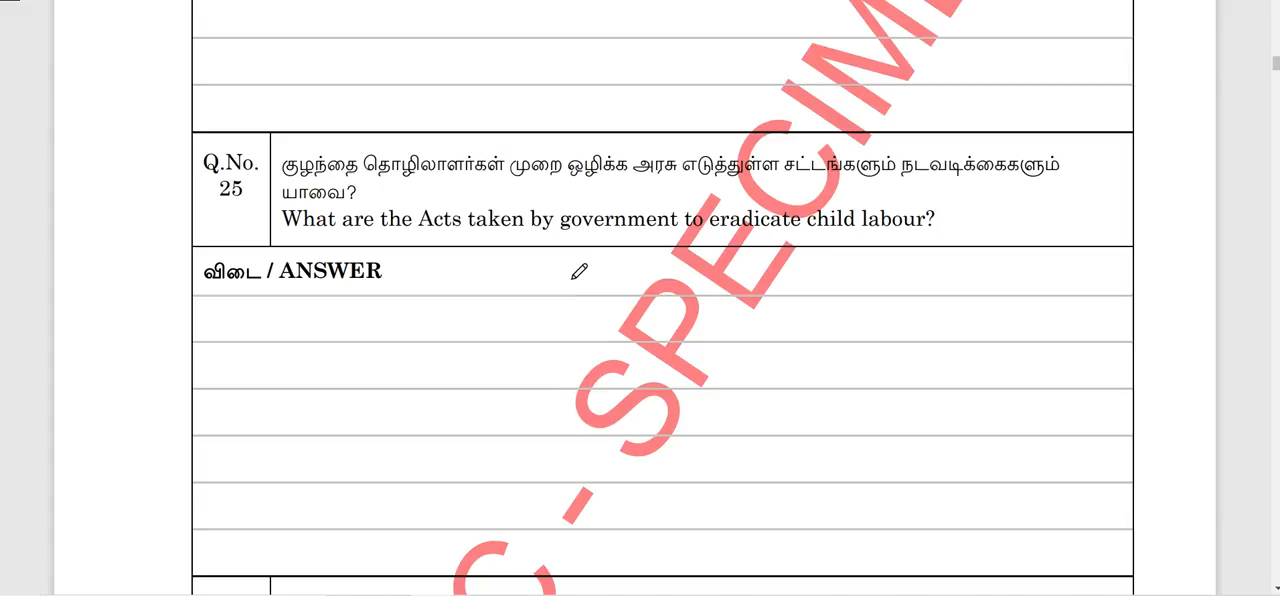 Q.No. 25
குழந்தை தொழிலாளர்கள் முறை ஒழிக்க அரசு எடுத்துள்ள சட்டங்களும் நடவடிக்கைகளும்
யாவை?
What are the Acts taken by government to eradicate child labour?
விடை / ANSWER
C - SPECIM